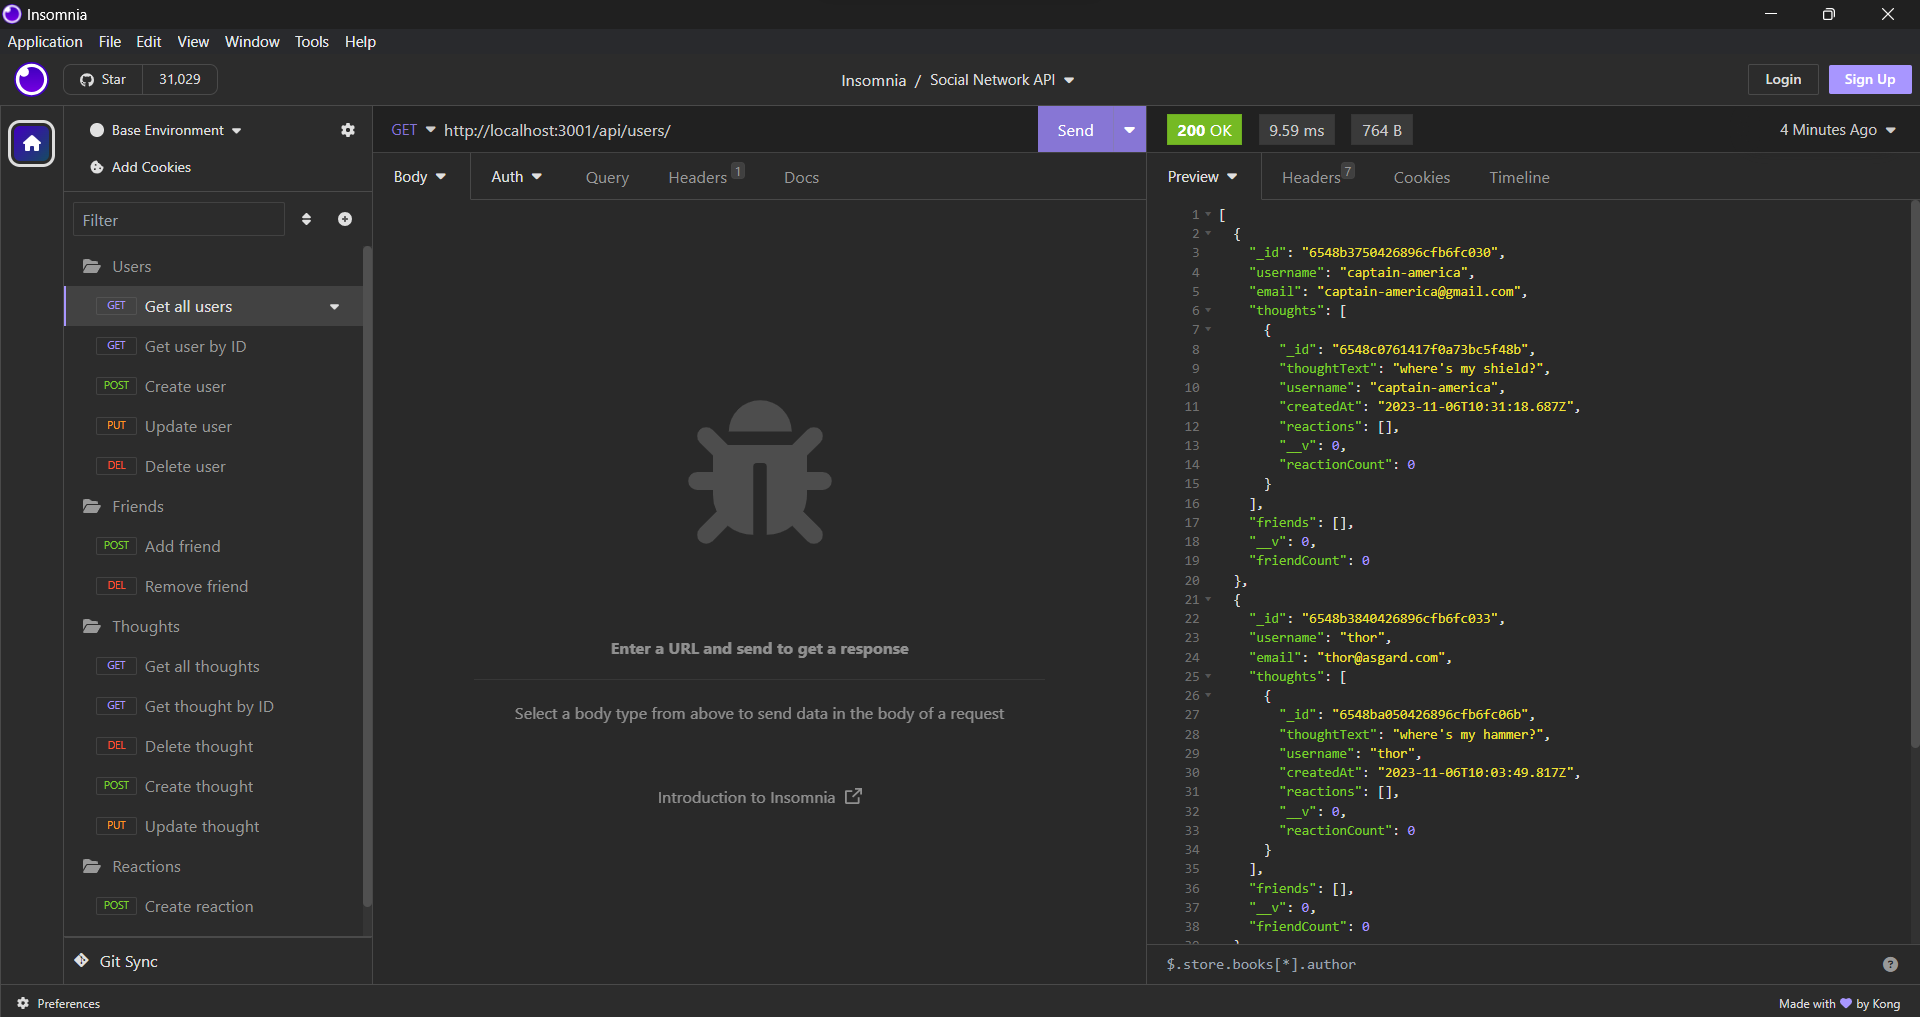 Insomnia
Application File Edit View Window Tools Help
Star 31,029
Insomnia / Social Network API
Login Sign Up
Base Environment
Add Cookies
Filter
Users
GET Get all users
GET Get user by ID
POST Create user
PUT Update user
DEL Delete user
Friends
POST Add friend
DEL Remove friend
Thoughts
GET Get all thoughts
GET Get thought by ID
DEL Delete thought
POST Create thought
PUT Update thought
Reactions
POST Create reaction
Git Sync
GET http://localhost:3001/api/users/ Send
Body Auth Query Headers 1 Docs
Enter a URL and send to get a response
Select a body type from above to send data in the body of a request
Introduction to Insomnia
200 OK 9.59 ms 764 B 4 Minutes Ago
Preview Headers 7 Cookies Timeline
1 [
2 {
3 "_id": "6548b3750426896cfb6fc030",
4 "username": "captain-america",
5 "email": "captain-america@gmail.com",
6 "thoughts": [
7 {
8 "_id": "6548c0761417f0a73bc5f48b",
9 "thoughtText": "where's my shield?",
10 "username": "captain-america",
11 "createdAt": "2023-11-06T10:31:18.687Z",
12 "reactions": [],
13 "__v": 0,
14 "reactionCount": 0
15 }
16 ],
17 "friends": [],
18 "__v": 0,
19 "friendCount": 0
20 },
21 {
22 "_id": "6548b3840426896cfb6fc033",
23 "username": "thor",
24 "email": "thor@asgard.com",
25 "thoughts": [
26 {
27 "_id": "6548ba050426896cfb6fc06b",
28 "thoughtText": "where's my hammer?",
29 "username": "thor",
30 "createdAt": "2023-11-06T10:03:49.817Z",
31 "reactions": [],
32 "__v": 0,
33 "reactionCount": 0
34 }
35 ],
36 "friends": [],
37 "__v": 0,
38 "friendCount": 0
$.store.books[*].author
Preferences
Made with by Kong